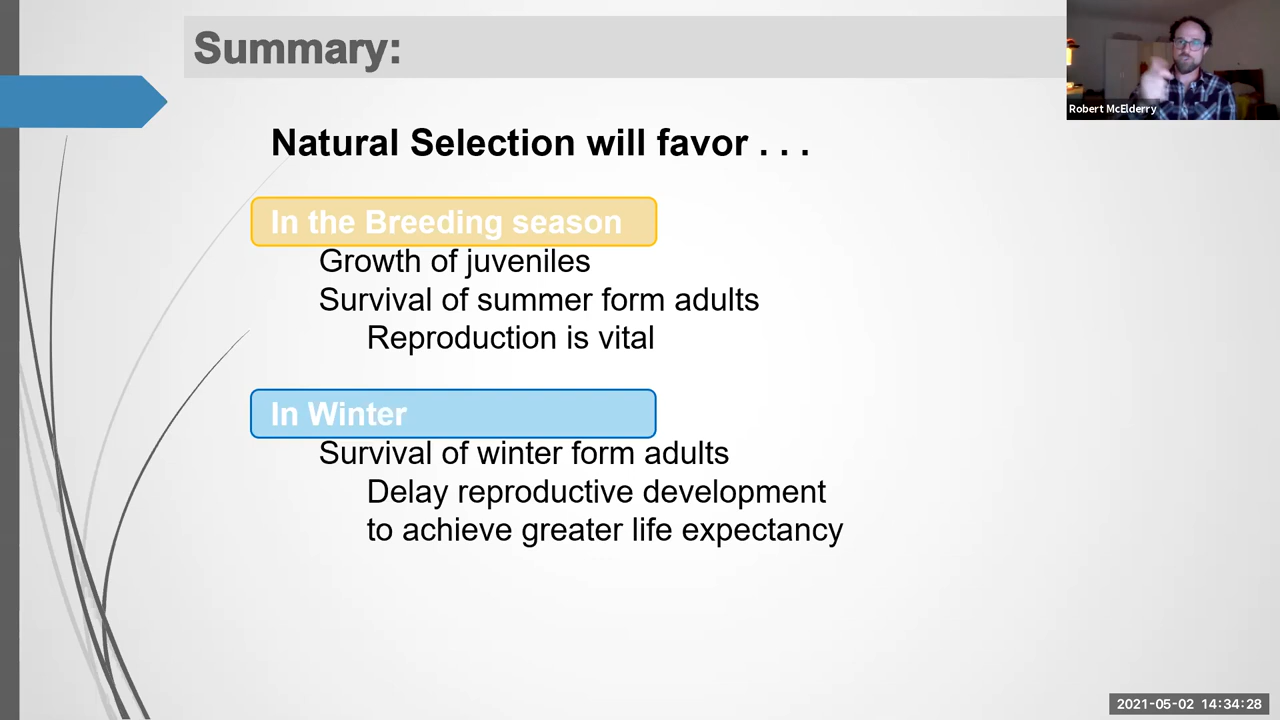 Summary:
Robert McElderry
Natural Selection will favor . . .
In the Breeding season
Growth of juveniles
Survival of summer form adults
Reproduction is vital
In Winter
Survival of winter form adults
Delay reproductive development
to achieve greater life expectancy
2021-05-02 14:34:28